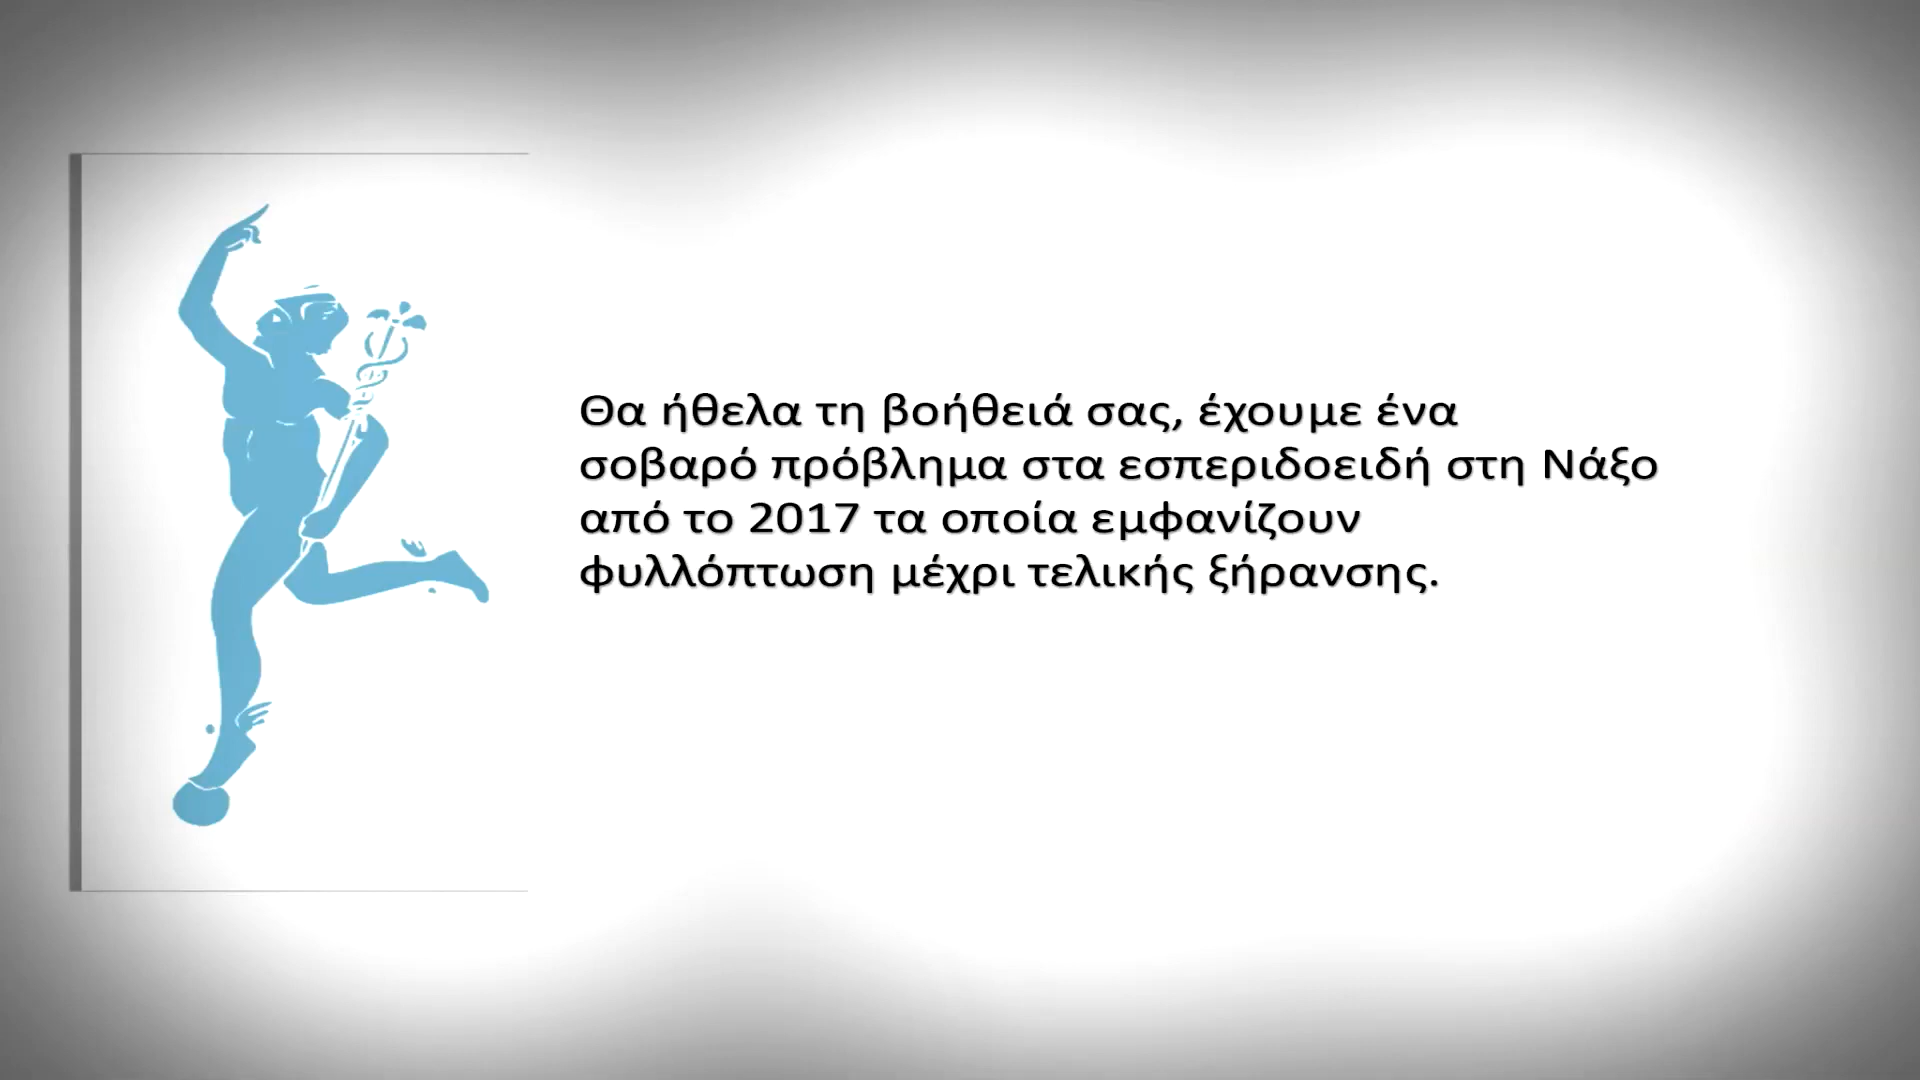 Θα ήθελα τη βοήθειά σας, έχουμε ένα
σοβαρό πρόβλημα στα εσπεριδοειδή στη Νάξο
από το 2017 τα οποία εμφανίζουν
φυλλόπτωση μέχρι τελικής ξήρανσης.